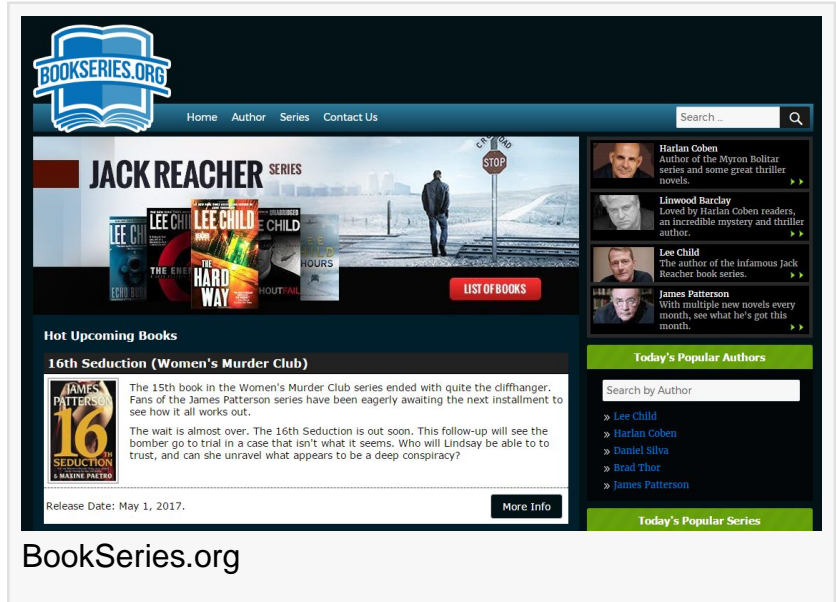 BOOKSERIES.ORG
Home Author Series Contact Us
Search ...
JACK REACHER SERIES
STOP
LEE CHILD
THE
HARD
WAY
LIST OF BOOKS
Harlan Coben
Author of the Myron Bolitar
series and some great thriller
novels.
Linwood Barclay
Loved by Harlan Coben readers,
an incredible mystery and thriller
author.
Lee Child
The author of the infamous Jack
Reacher book series.
James Patterson
With multiple new novels every
month, see what he's got this
month.
Hot Upcoming Books
16th Seduction (Women's Murder Club)
JAMES
PATTERSON
16
TH
SEDUCTION
& MAXINE PAETRO
The 15th book in the Women's Murder Club series ended with quite the cliffhanger.
Fans of the James Patterson series have been eagerly awaiting the next installment to
see how it all works out.
The wait is almost over. The 16th Seduction is out soon. This follow-up will see the
bomber go to trial in a case that isn't what it seems. Who will Lindsay be able to to
trust, and can she unravel what appears to be a deep conspiracy?
Release Date: May 1, 2017.
More Info
Today's Popular Authors
Search by Author
» Lee Child
» Harlan Coben
» Daniel Silva
» Brad Thor
» James Patterson
Today's Popular Series
BookSeries.org